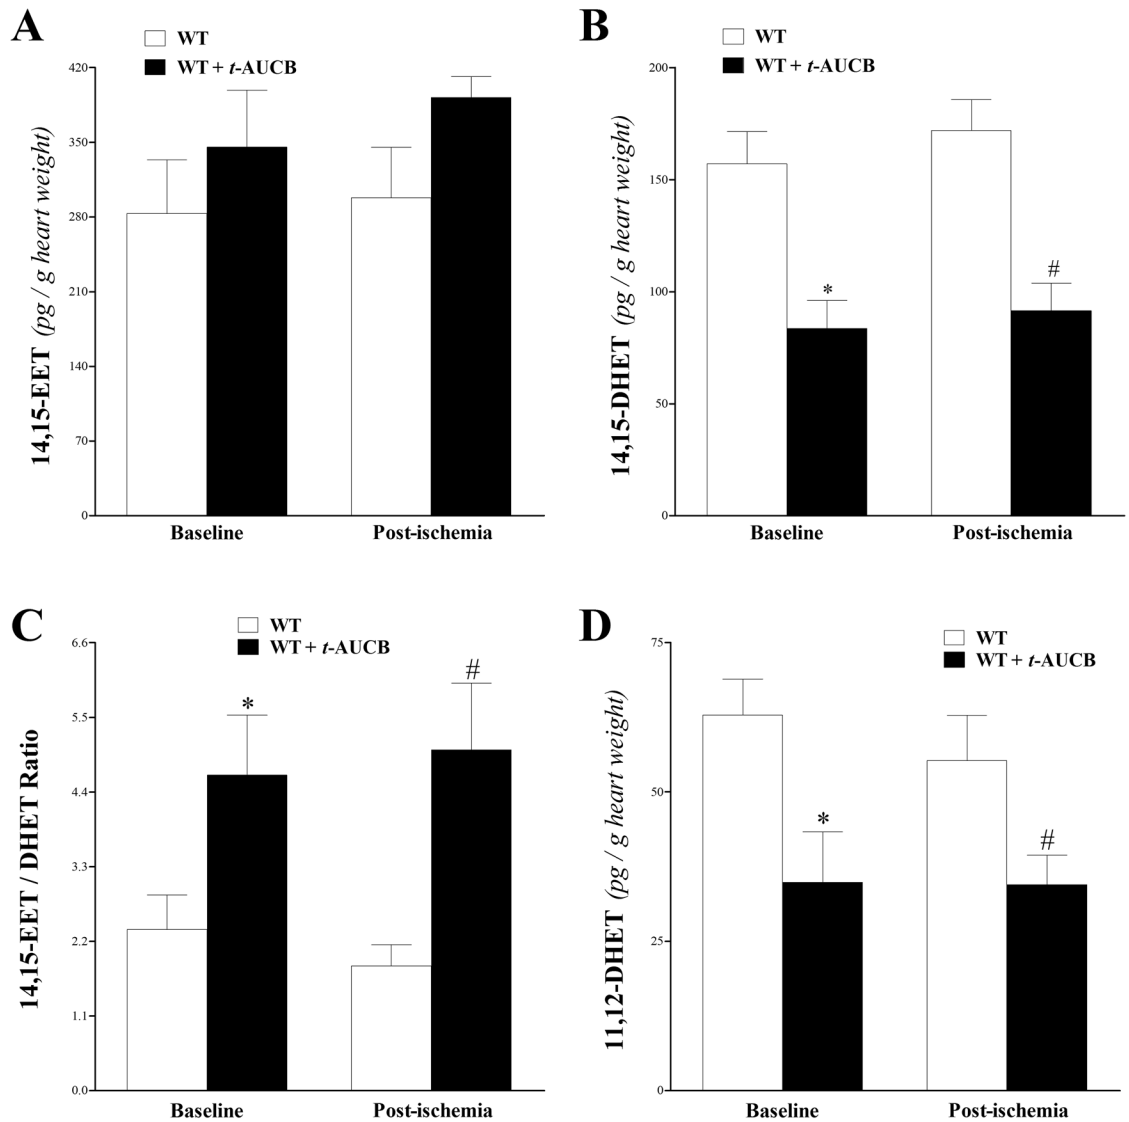 A
WT
WT + t-AUCB
14,15-EET (pg / g heart weight)
420
350
280
210
140
70
0
Baseline Post-ischemia
B
WT
WT + t-AUCB
14,15-DHET (pg / g heart weight)
200
150
100
50
0
*
#
Baseline Post-ischemia
C
WT
WT + t-AUCB
14,15-EET / DHET Ratio
6.6
5.5
4.4
3.3
2.2
1.1
0.0
*
#
Baseline Post-ischemia
D
WT
WT + t-AUCB
11,12-DHET (pg / g heart weight)
75
50
25
0
*
#
Baseline Post-ischemia